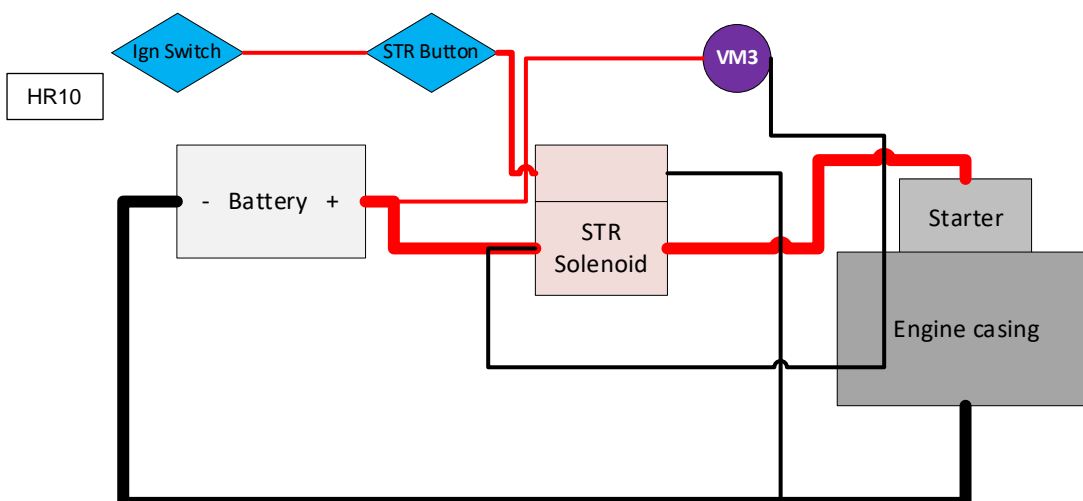 Ign Switch
STR Button
VM3
HR10
- Battery +
STR
Solenoid
Starter
Engine casing